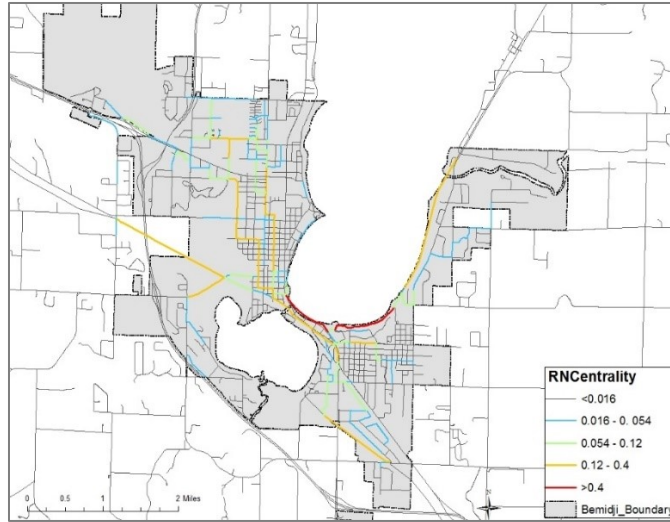 RNCentrality
<0.016
0.016 - 0. 054
0.054 - 0.12
0.12 - 0.4
>0.4
Bemidji_Boundar
0 0.5 1 2 Miles